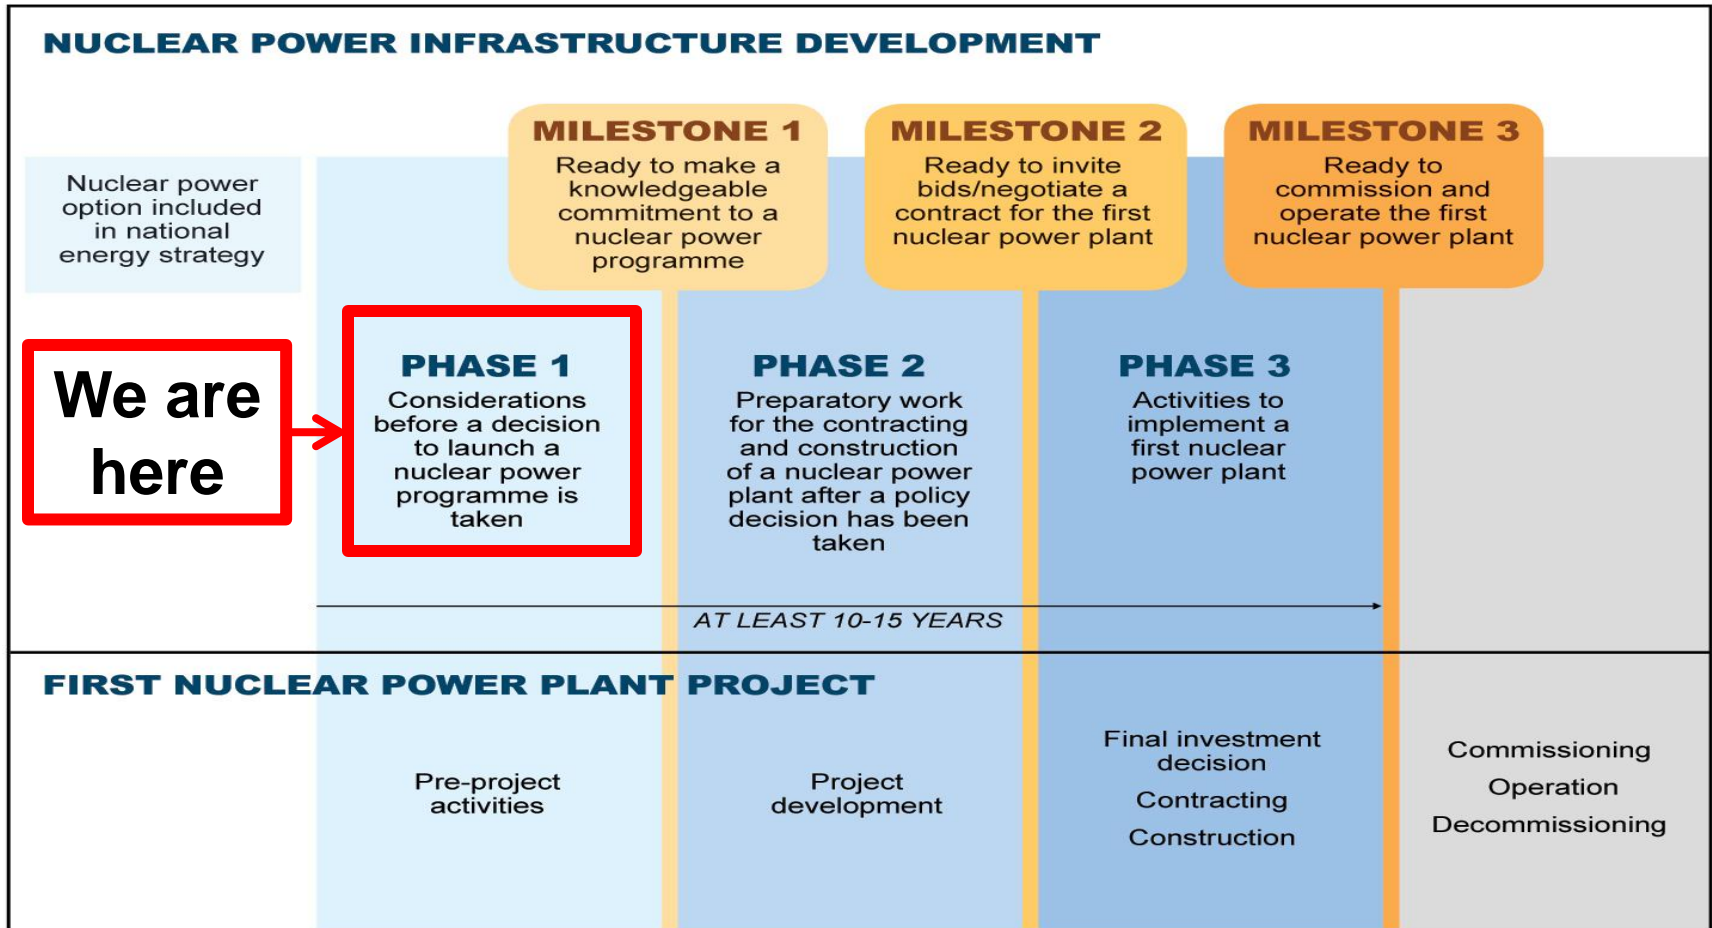 NUCLEAR POWER INFRASTRUCTURE DEVELOPMENT
Nuclear power
option included
in national
energy strategy
MILESTONE 1
Ready to make a
knowledgeable
commitment to a
nuclear power
programme
MILESTONE 2
Ready to invite
bids/negotiate a
contract for the first
nuclear power plant
MILESTONE 3
Ready to
commission and
operate the first
nuclear power plant
We are
here
PHASE 1
Considerations
before a decision
to launch a
nuclear power
programme is
taken
PHASE 2
Preparatory work
for the contracting
and construction
of a nuclear power
plant after a policy
decision has been
taken
PHASE 3
Activities to
implement a
first nuclear
power plant
AT LEAST 10-15 YEARS
FIRST NUCLEAR POWER PLANT PROJECT
Pre-project
activities
Project
development
Final investment
decision
Contracting
Construction
Commissioning
Operation
Decommissioning